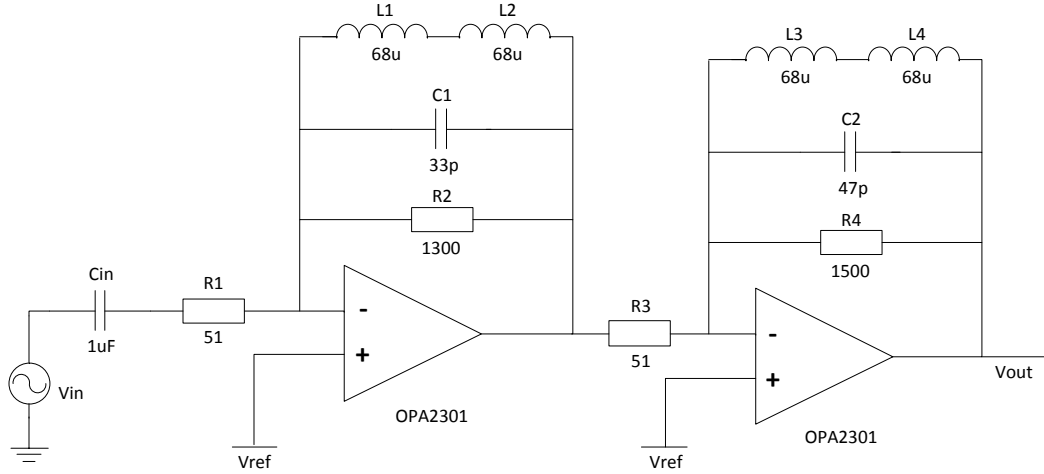 L1
68u
L2
68u
C1
33p
R2
1300
Cin
1uF
R1
51
Vin
-
+
OPA2301
Vref
L3
68u
L4
68u
C2
47p
R4
1500
R3
51
-
+
OPA2301
Vref
Vout